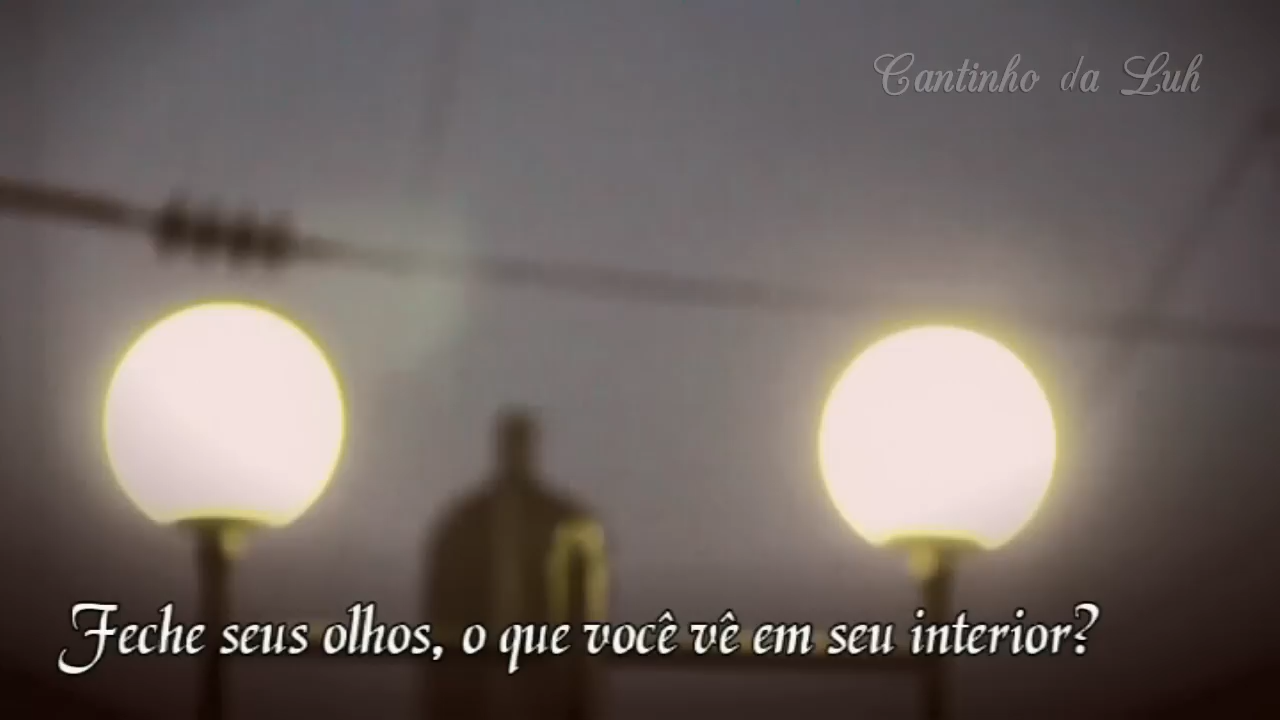 Cantinho da Luh
Feche seus olhos, o que você vê em seu interior?